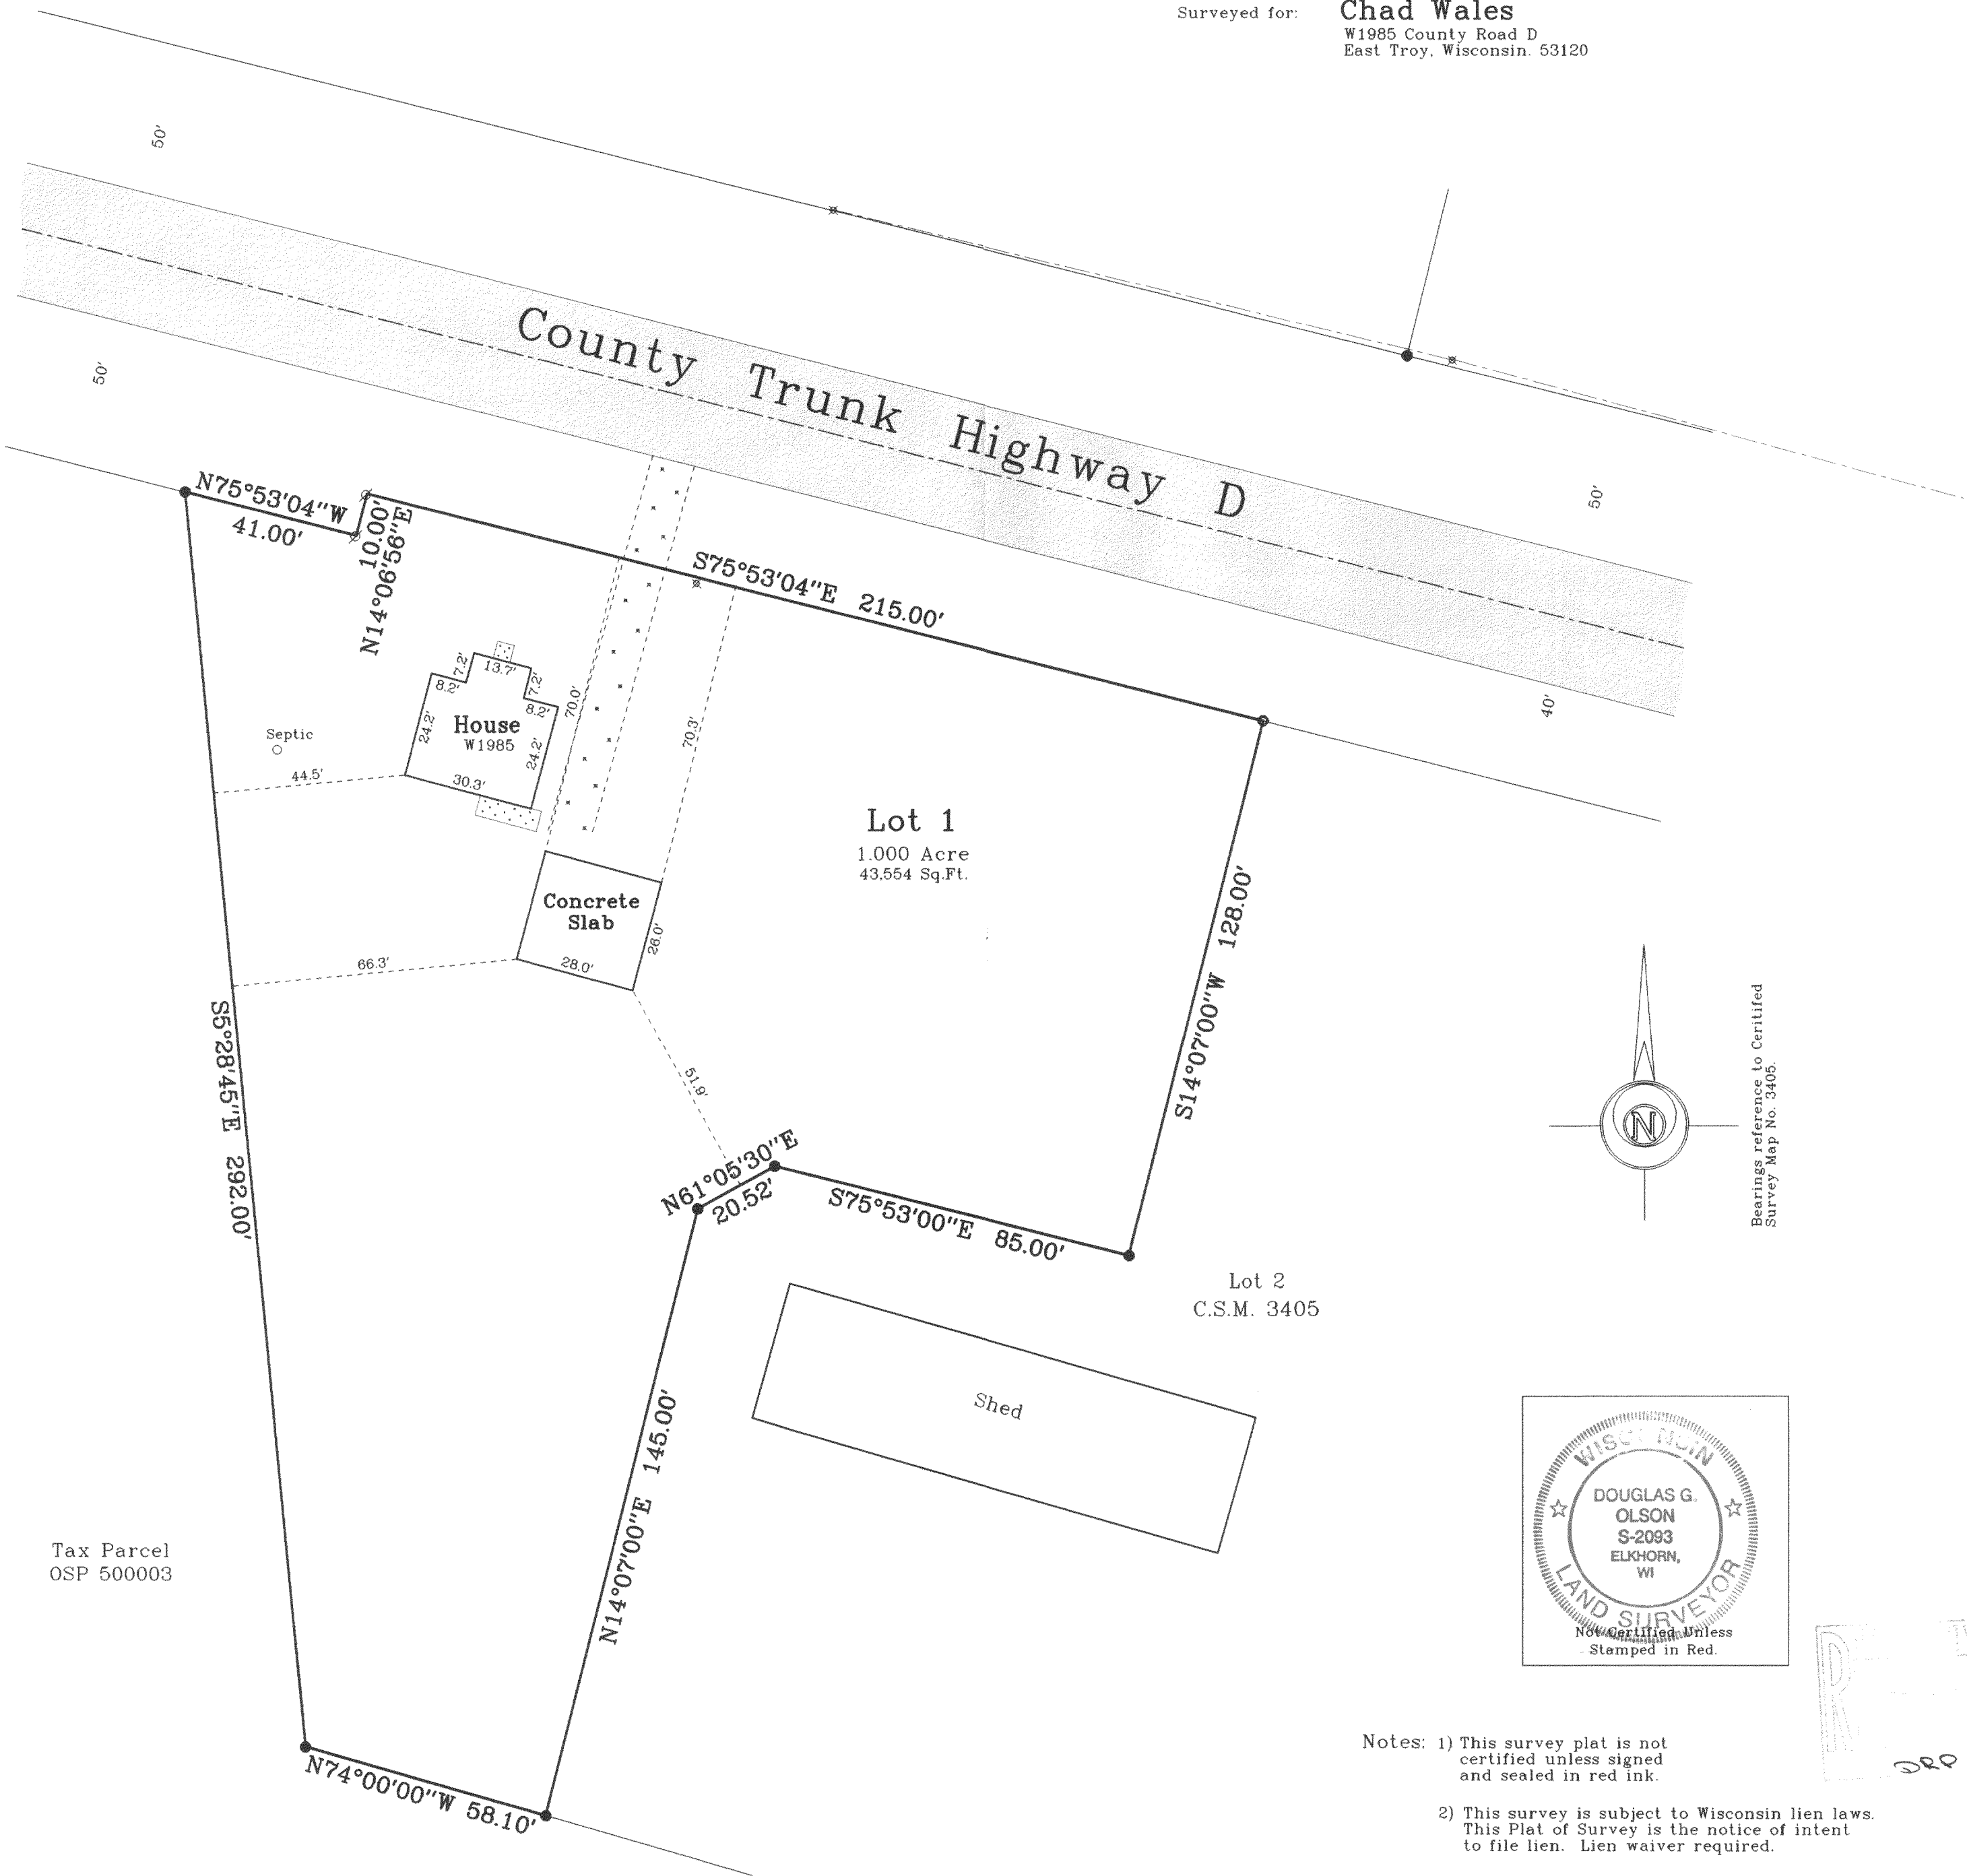 Surveyed for: Chad Wales
W1985 County Road D
East Troy, Wisconsin. 53120
50'
50'
County Trunk Highway D
50'
40'
N75°53'04"W
41.00'
10.00'
N14°06'56"E
S75°53'04"E 215.00'
7.2'
13.7'
7.2'
8.2'
8.2'
24.2'
House
W1985
24.2'
30.3'
70.0'
70.3'
Septic
44.5'
Lot 1
1.000 Acre
43,554 Sq.Ft.
Concrete
Slab
26.0'
28.0'
66.3'
51.9'
S14°07'00"W 128.00'
S5°28'45"E 292.00'
N61°05'30"E
20.52'
S75°53'00"E 85.00'
N
Bearings reference to Ceritifed
Survey Map No. 3405.
Lot 2
C.S.M. 3405
Shed
N14°07'00"E 145.00'
Tax Parcel
OSP 500003
N74°00'00"W 58.10'
DOUGLAS G.
OLSON
S-2093
ELKHORN,
WI
LAND SURVEYOR
Not Certified Unless
Stamped in Red.
Notes: 1) This survey plat is not
certified unless signed
and sealed in red ink.
2) This survey is subject to Wisconsin lien laws.
This Plat of Survey is the notice of intent
to file lien. Lien waiver required.